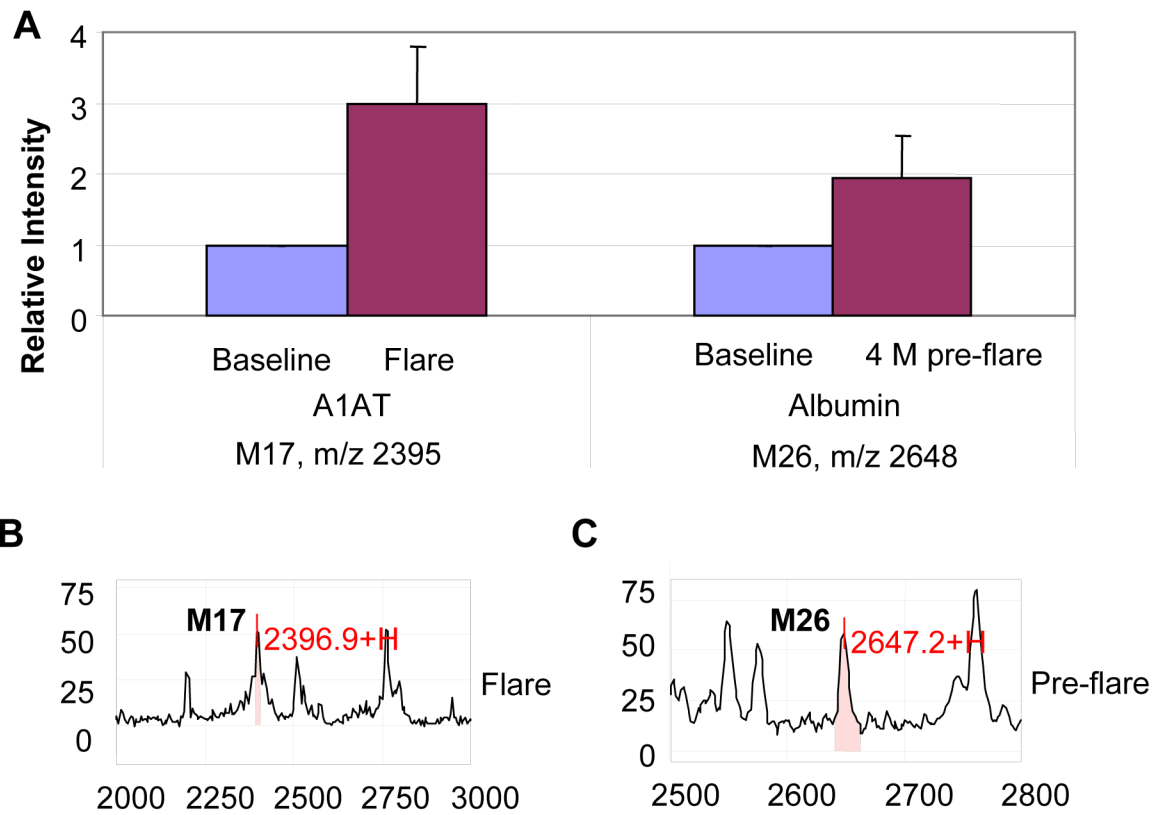 A
4
3
2
1
0
Relative Intensity
Baseline Flare Baseline 4 M pre-flare
A1AT Albumin
M17, m/z 2395 M26, m/z 2648
B
75
50
25
0
M17
2396.9+H
Flare
2000 2250 2500 2750 3000
C
75
50
25
0
M26
2647.2+H
Pre-flare
2500 2600 2700 2800